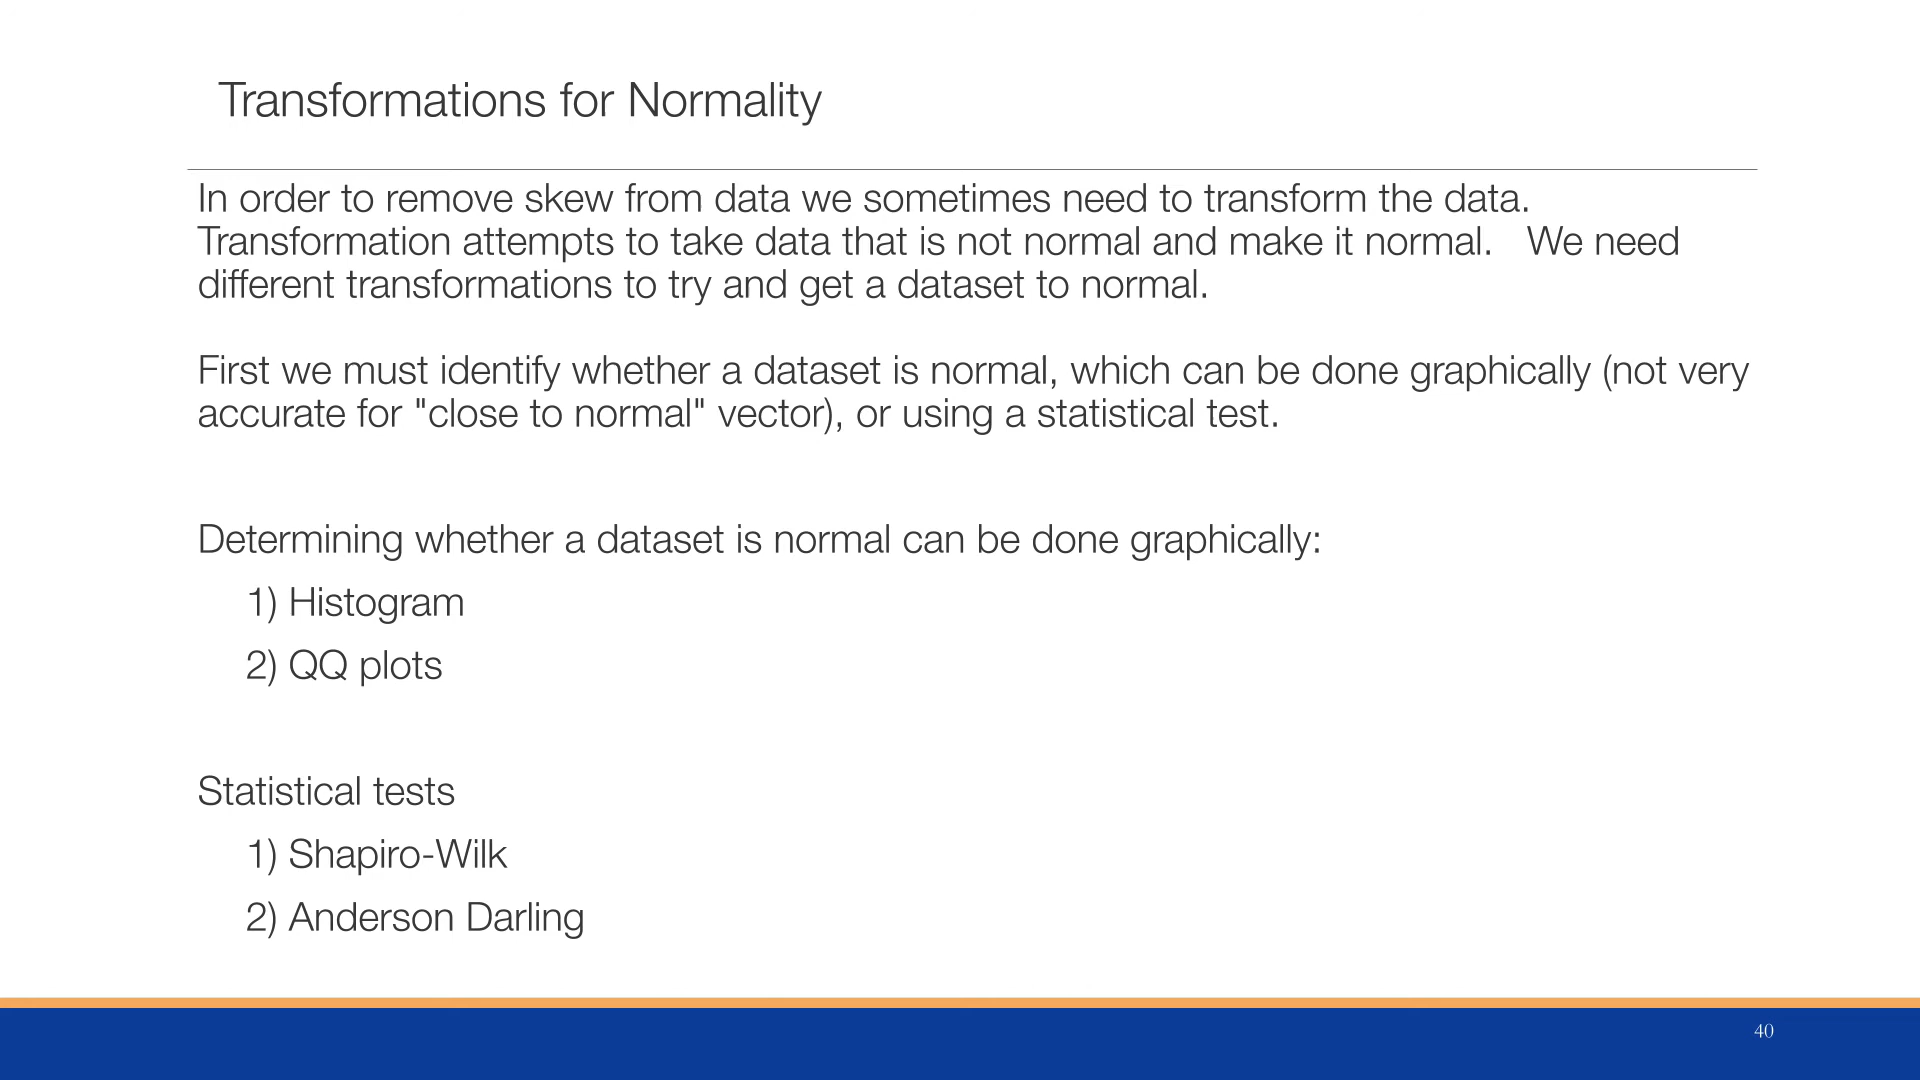 Transformations for Normality
In order to remove skew from data we sometimes need to transform the data.
Transformation attempts to take data that is not normal and make it normal.   We need
different transformations to try and get a dataset to normal.
First we must identify whether a dataset is normal, which can be done graphically (not very
accurate for "close to normal" vector), or using a statistical test.
Determining whether a dataset is normal can be done graphically:
1) Histogram
2) QQ plots
Statistical tests
1) Shapiro-Wilk
2) Anderson Darling
40